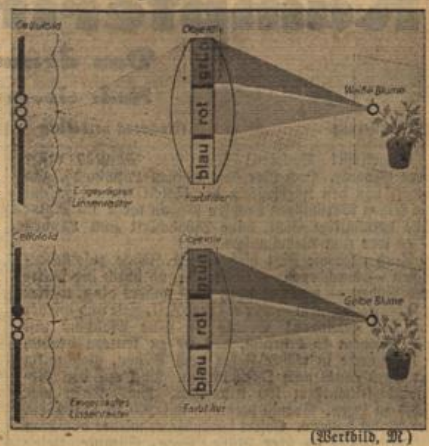 Celluloid
Objektiv
grün
rot
blau
Weiße Blume
Eingeprägtes
Linsenraster
Farbfilter
Celluloid
Objektiv
grün
rot
blau
Gelbe Blume
Linsenraster
Farbfilter
(Werkbild, M)